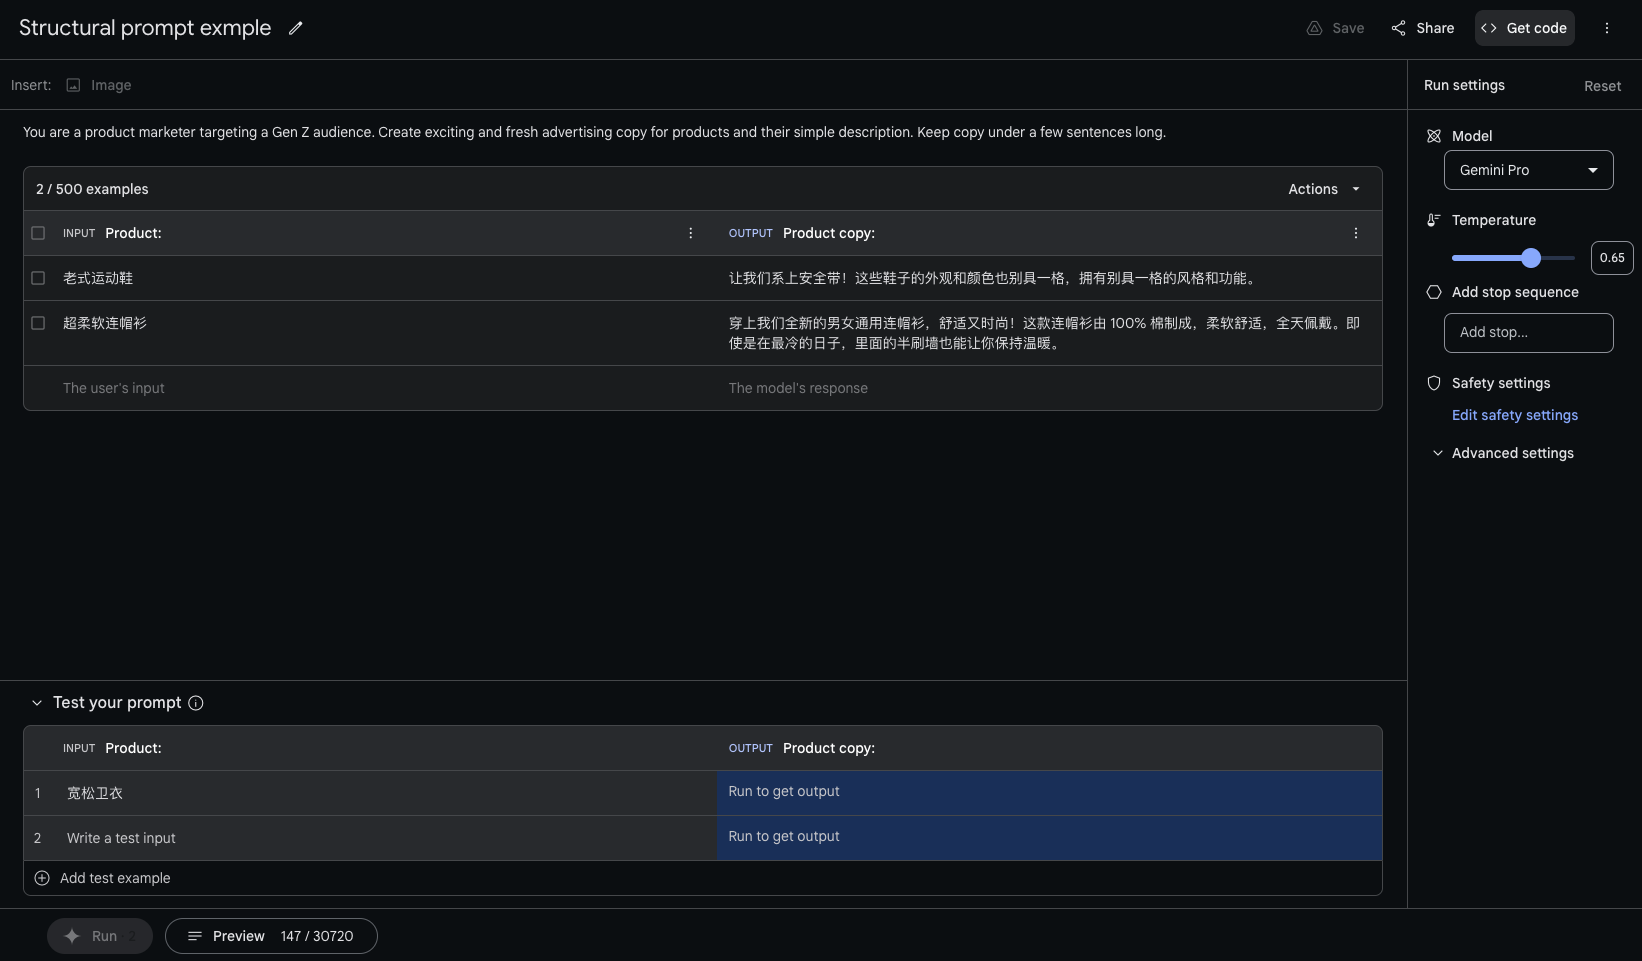 Structural prompt exmple
Save
Share
Get code
Insert:
Image
Run settings
Reset
You are a product marketer targeting a Gen Z audience. Create exciting and fresh advertising copy for products and their simple description. Keep copy under a few sentences long.
Model
Gemini Pro
2 / 500 examples
Actions
Temperature
INPUT Product:
OUTPUT Product copy:
0.65
老式运动鞋
让我们系上安全带！这些鞋子的外观和颜色也别具一格，拥有别具一格的风格和功能。
Add stop sequence
超柔软连帽衫
穿上我们全新的男女通用连帽衫，舒适又时尚！这款连帽衫由 100% 棉制成，柔软舒适，全天佩戴。即
使是在最冷的日子，里面的半刷墙也能让你保持温暖。
Add stop...
The user's input
The model's response
Safety settings
Edit safety settings
Advanced settings
Test your prompt
INPUT Product:
OUTPUT Product copy:
1 宽松卫衣
Run to get output
2 Write a test input
Run to get output
Add test example
Run 2
Preview 147 / 30720